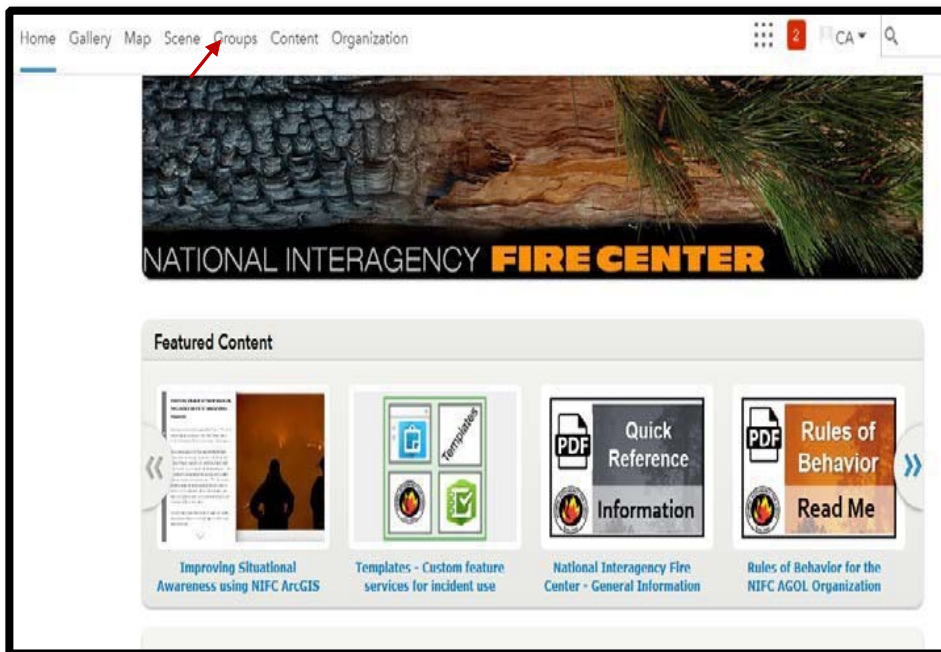 Home Gallery Map Scene Groups Content Organization
2 CA
NATIONAL INTERAGENCY FIRE CENTER
Featured Content
Templates
PDF
Quick
Reference
Information
PDF
Rules of
Behavior
Read Me
Improving Situational
Awareness using NIFC ArcGIS
Templates - Custom feature
services for incident use
National Interagency Fire
Center - General Information
Rules of Behavior for the
NIFC AGOL Organization